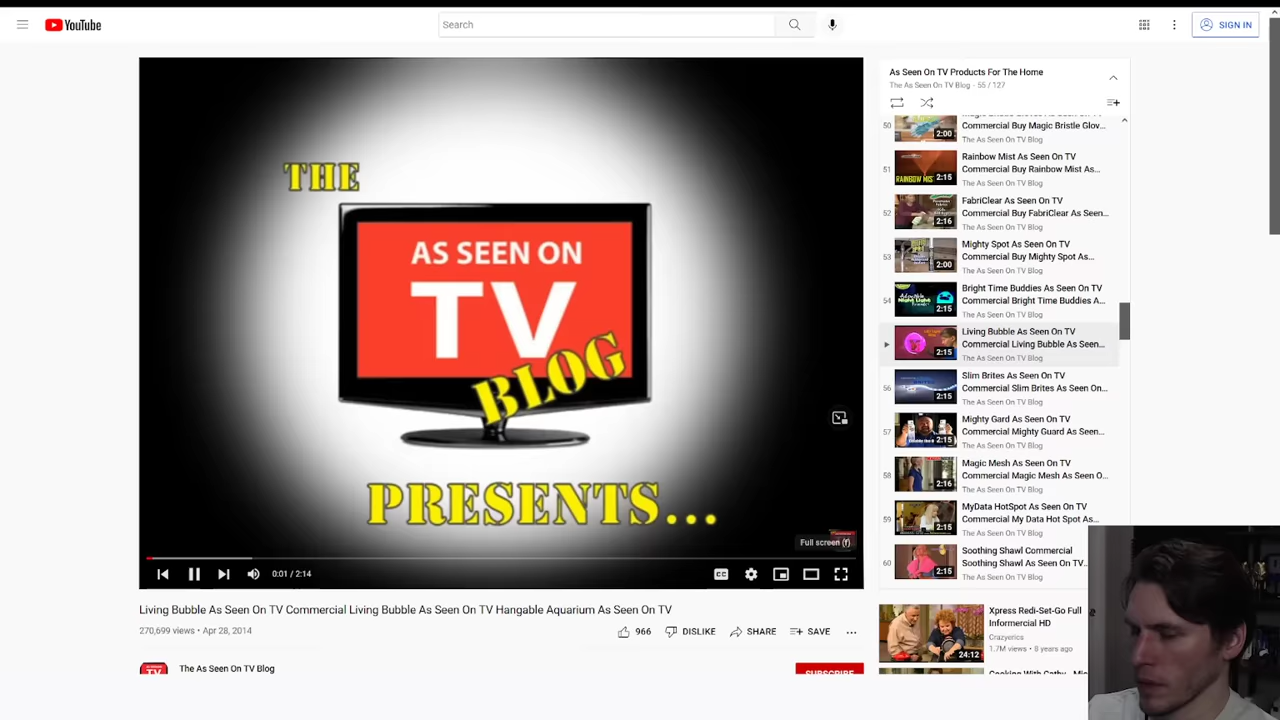 YouTube
Search
SIGN IN
THE
AS SEEN ON
TV
BLOG
PRESENTS...
Full screen (f)
0:01 / 2:14
CC
Living Bubble As Seen On TV Commercial Living Bubble As Seen On TV Hangable Aquarium As Seen On TV
270,699 views • Apr 28, 2014
966
DISLIKE
SHARE
SAVE
The As Seen On TV Blog
SUBSCRIBE
As Seen On TV Products For The Home
The As Seen On TV Blog - 55 / 127
50
2:00
Commercial Buy Magic Bristle Glov...
The As Seen On TV Blog
51
RAINBOW MIST
2:15
Rainbow Mist As Seen On TV
Commercial Buy Rainbow Mist As...
The As Seen On TV Blog
52
2:16
FabriClear As Seen On TV
Commercial Buy FabriClear As Seen...
The As Seen On TV Blog
53
2:00
Mighty Spot As Seen On TV
Commercial Buy Mighty Spot As...
The As Seen On TV Blog
54
2:15
Bright Time Buddies As Seen On TV
Commercial Bright Time Buddies A...
The As Seen On TV Blog
2:15
Living Bubble As Seen On TV
Commercial Living Bubble As Seen...
The As Seen On TV Blog
56
2:15
Slim Brites As Seen On TV
Commercial Slim Brites As Seen On...
The As Seen On TV Blog
57
2:15
Mighty Gard As Seen On TV
Commercial Mighty Guard As Seen...
The As Seen On TV Blog
58
2:16
Magic Mesh As Seen On TV
Commercial Magic Mesh As Seen O...
The As Seen On TV Blog
59
2:15
MyData HotSpot As Seen On TV
Commercial My Data Hot Spot As...
The As Seen On TV Blog
60
2:15
Soothing Shawl Commercial
Soothing Shawl As Seen On TV...
The As Seen On TV Blog
24:12
Xpress Redi-Set-Go Full
Informercial HD
Crazyerics
1.7M views • 8 years ago